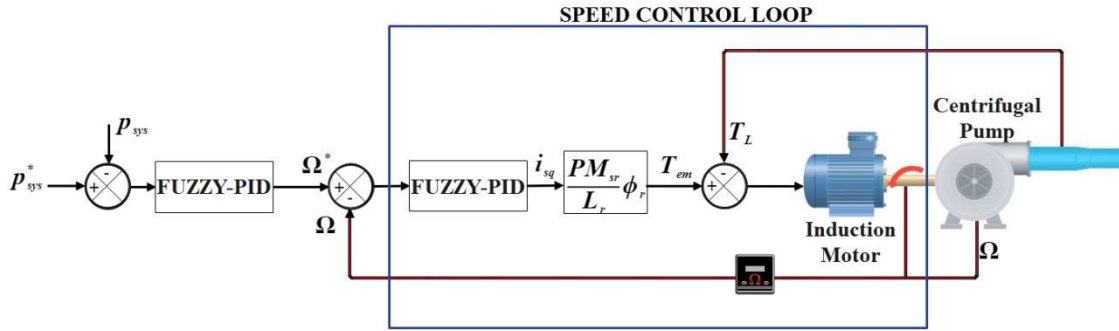 SPEED CONTROL LOOP
Centrifugal
Pump
p_sys
T_L
p*_sys
+
-
FUZZY-PID
Ω*
+
-
Ω
FUZZY-PID
i_sq
PM_sr
L_r
ϕ_r
T_em
+
-
Induction
Motor
Ω
Ω